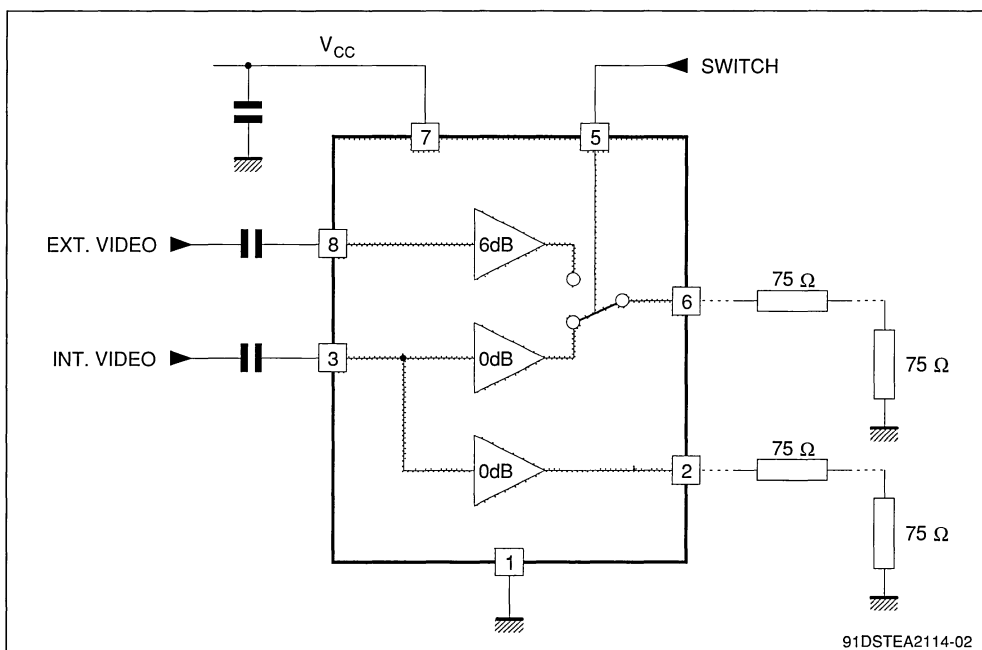 V_CC
SWITCH
7
5
EXT. VIDEO
8
6dB
75 Ω
6
INT. VIDEO
3
0dB
75 Ω
75 Ω
0dB
2
75 Ω
1
91DSTEA2114-02